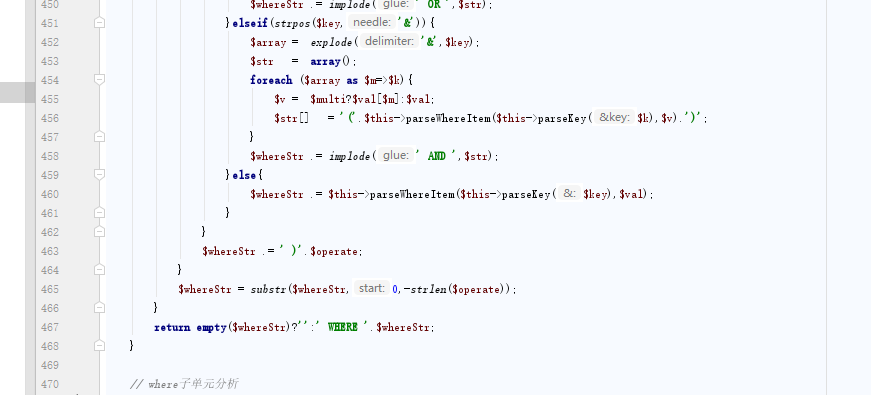 450 $whereStr .= implode( glue: ' OR ',$str);
451 }elseif(strpos($key, needle: '&')){
452 $array = explode( delimiter: '&',$key);
453 $str = array();
454 foreach ($array as $m=>$k){
455 $v = $multi?$val[$m]:$val;
456 $str[] = '('.$this->parseWhereItem($this->parseKey( &key: $k),$v).')';
457 }
458 $whereStr .= implode( glue: ' AND ',$str);
459 }else{
460 $whereStr .= $this->parseWhereItem($this->parseKey( &: $key),$val);
461 }
462 }
463 $whereStr .= ' )'.$operate;
464 }
465 $whereStr = substr($whereStr, start: 0,-strlen($operate));
466 }
467 return empty($whereStr)?'':' WHERE '.$whereStr;
468 }
469
470 // where子单元分析